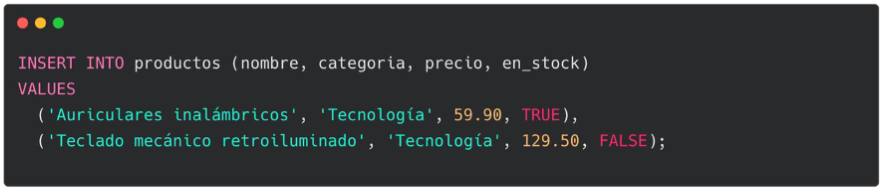 INSERT INTO productos (nombre, categoria, precio, en_stock)
VALUES
('Auriculares inalámbricos', 'Tecnología', 59.90, TRUE),
('Teclado mecánico retroiluminado', 'Tecnología', 129.50, FALSE);